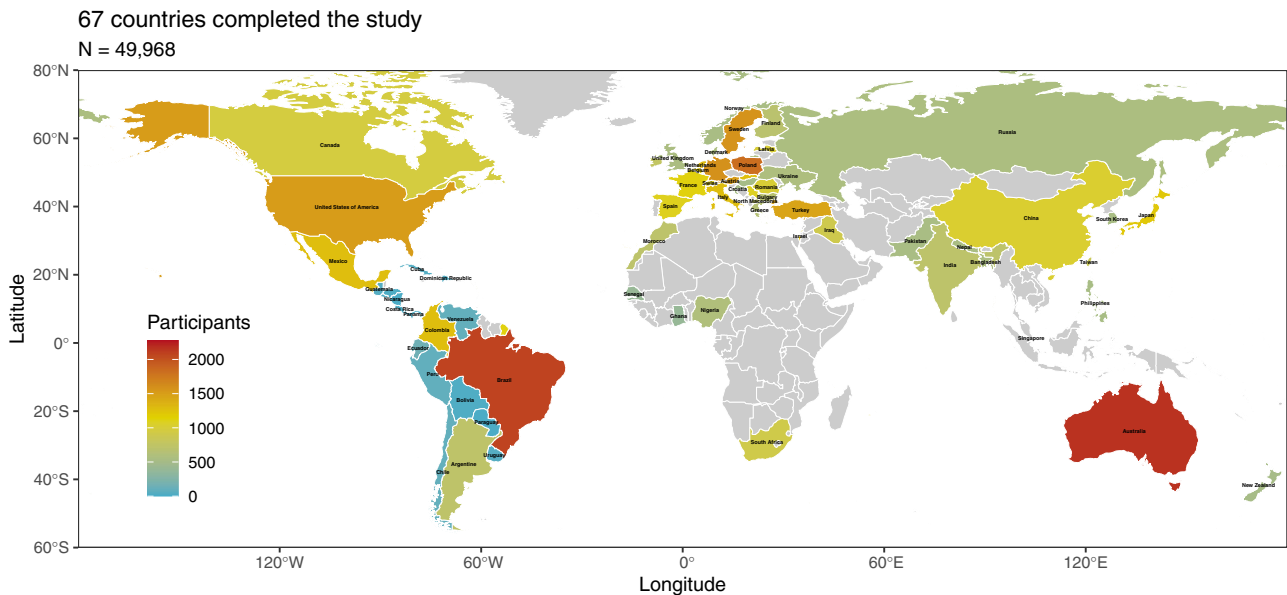 67 countries completed the study
N = 49,968
80°N
60°N
40°N
20°N
0°
20°S
40°S
60°S
Latitude
120°W
60°W
0°
60°E
120°E
Longitude
Participants
2000
1500
1000
500
0
Canada
United States of America
Mexico
Cuba
Dominican Republic
Guatemala
Nicaragua
Costa Rica
Panama
Venezuela
Colombia
Ecuador
Peru
Brasil
Bolivia
Paraguay
Uruguay
Argentine
Chile
Norway
Sweden
Finland
Denmark
Latvia
United Kingdom
Netherlands
Belgium
Poland
Ukraine
France
Swiss
Austria
Croatia
Romania
Bulgary
North Macedonia
Italy
Spain
Greece
Turkey
Russia
Morocco
Israel
Iraq
Senegal
Ghana
Nigeria
South Africa
Pakistan
Nepal
India
Bangladesh
China
South Korea
Japan
Taiwan
Philippines
Singapore
Australia
New Zealand